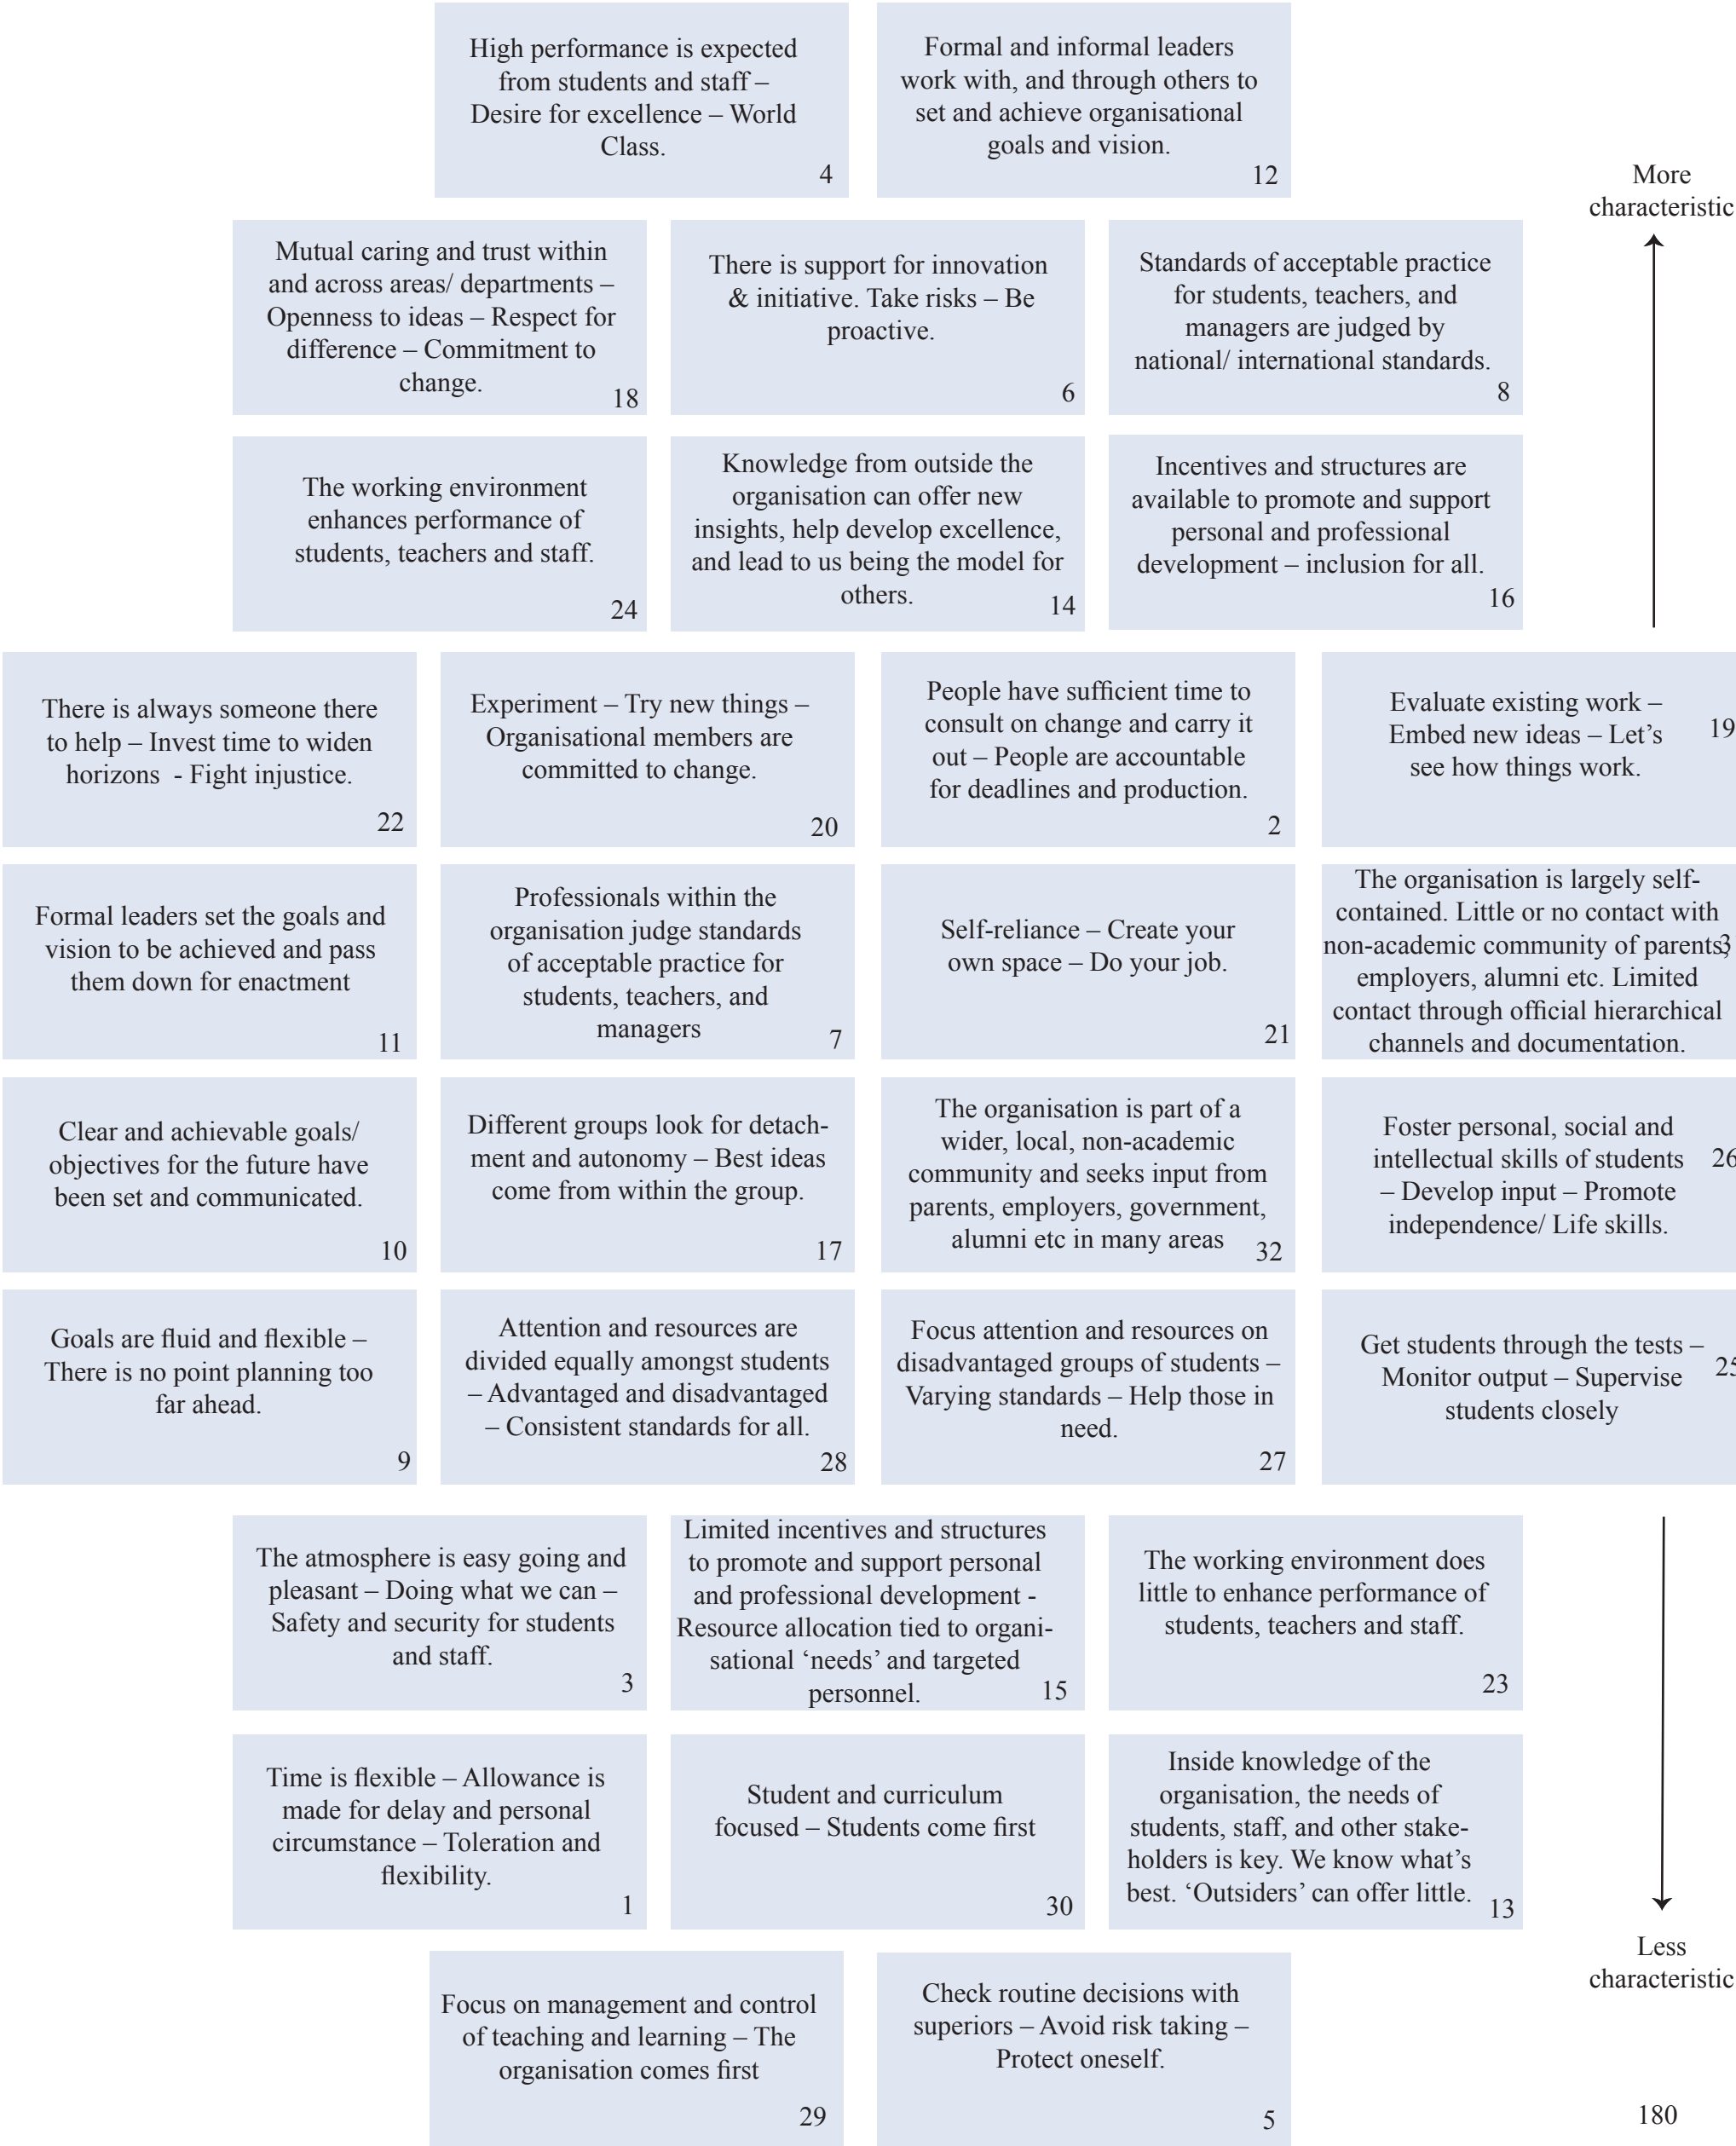 High performance is expected
from students and staff –
Desire for excellence – World
Class.
4
Formal and informal leaders
work with, and through others to
set and achieve organisational
goals and vision.
12
More
characteristic
Mutual caring and trust within
and across areas/ departments –
Openness to ideas – Respect for
difference – Commitment to
change.
18
There is support for innovation
& initiative. Take risks – Be
proactive.
6
Standards of acceptable practice
for students, teachers, and
managers are judged by
national/ international standards.
8
The working environment
enhances performance of
students, teachers and staff.
24
Knowledge from outside the
organisation can offer new
insights, help develop excellence,
and lead to us being the model for
others.
14
Incentives and structures are
available to promote and support
personal and professional
development – inclusion for all.
16
There is always someone there
to help – Invest time to widen
horizons  - Fight injustice.
22
Experiment – Try new things –
Organisational members are
committed to change.
20
People have sufficient time to
consult on change and carry it
out – People are accountable
for deadlines and production.
2
Evaluate existing work –
Embed new ideas – Let’s
see how things work.
19
Formal leaders set the goals and
vision to be achieved and pass
them down for enactment
11
Professionals within the
organisation judge standards
of acceptable practice for
students, teachers, and
managers
7
Self-reliance – Create your
own space – Do your job.
21
The organisation is largely self-
contained. Little or no contact with
non-academic community of parents,
employers, alumni etc. Limited
contact through official hierarchical
channels and documentation.
3
Clear and achievable goals/
objectives for the future have
been set and communicated.
10
Different groups look for detach-
ment and autonomy – Best ideas
come from within the group.
17
The organisation is part of a
wider, local, non-academic
community and seeks input from
parents, employers, government,
alumni etc in many areas
32
Foster personal, social and
intellectual skills of students
– Develop input – Promote
independence/ Life skills.
26
Goals are fluid and flexible –
There is no point planning too
far ahead.
9
Attention and resources are
divided equally amongst students
– Advantaged and disadvantaged
– Consistent standards for all.
28
Focus attention and resources on
disadvantaged groups of students –
Varying standards – Help those in
need.
27
Get students through the tests –
Monitor output – Supervise
students closely
25
The atmosphere is easy going and
pleasant – Doing what we can –
Safety and security for students
and staff.
3
Limited incentives and structures
to promote and support personal
and professional development -
Resource allocation tied to organi-
sational ‘needs’ and targeted
personnel.
15
The working environment does
little to enhance performance of
students, teachers and staff.
23
Time is flexible – Allowance is
made for delay and personal
circumstance – Toleration and
flexibility.
1
Student and curriculum
focused – Students come first
30
Inside knowledge of the
organisation, the needs of
students, staff, and other stake-
holders is key. We know what’s
best. ‘Outsiders’ can offer little.
13
Less
characteristic
Focus on management and control
of teaching and learning – The
organisation comes first
29
Check routine decisions with
superiors – Avoid risk taking –
Protect oneself.
5
180